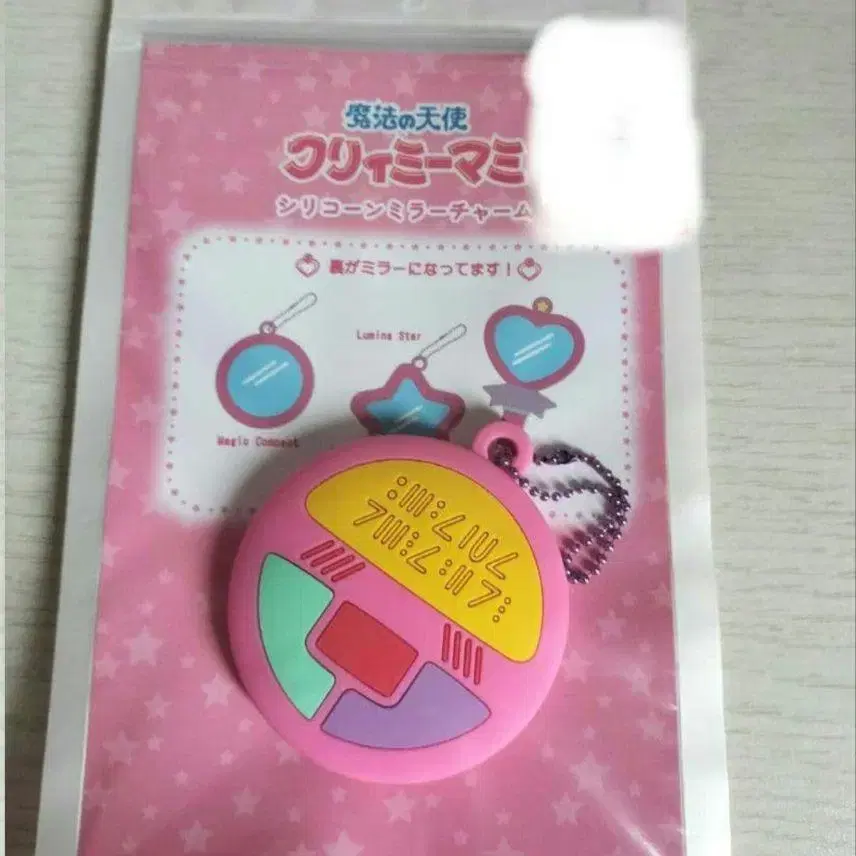 魔法の天使
クリィミーマミ
シリコーンミラーチャーム
裏がミラーになってます！
Lumina Star
Magic Compact